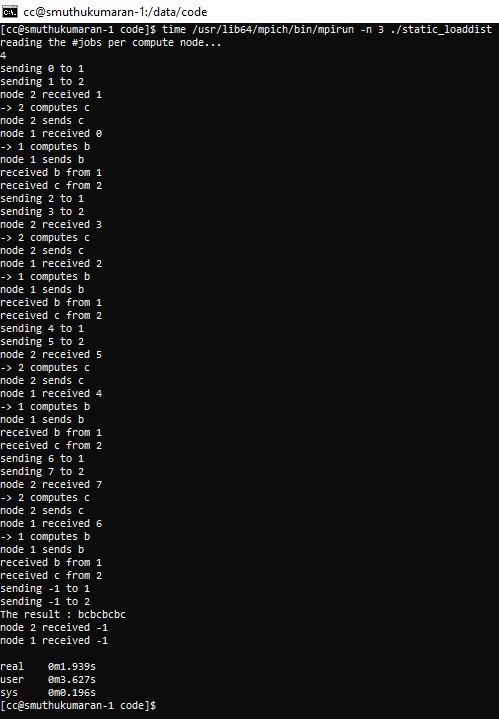 cc@smuthukumaran-1:/data/code
[cc@smuthukumaran-1 code]$ time /usr/lib64/mpich/bin/mpirun -n 3 ./static_loaddist
reading the #jobs per compute node...
4
sending 0 to 1
sending 1 to 2
node 2 received 1
-> 2 computes c
node 2 sends c
node 1 received 0
-> 1 computes b
node 1 sends b
received b from 1
received c from 2
sending 2 to 1
sending 3 to 2
node 2 received 3
-> 2 computes c
node 2 sends c
node 1 received 2
-> 1 computes b
node 1 sends b
received b from 1
received c from 2
sending 4 to 1
sending 5 to 2
node 2 received 5
-> 2 computes c
node 2 sends c
node 1 received 4
-> 1 computes b
node 1 sends b
received b from 1
received c from 2
sending 6 to 1
sending 7 to 2
node 2 received 7
-> 2 computes c
node 2 sends c
node 1 received 6
-> 1 computes b
node 1 sends b
received b from 1
received c from 2
sending -1 to 1
sending -1 to 2
The result : bcbcbcbc
node 2 received -1
node 1 received -1
real 0m1.939s
user 0m3.627s
sys 0m0.196s
[cc@smuthukumaran-1 code]$